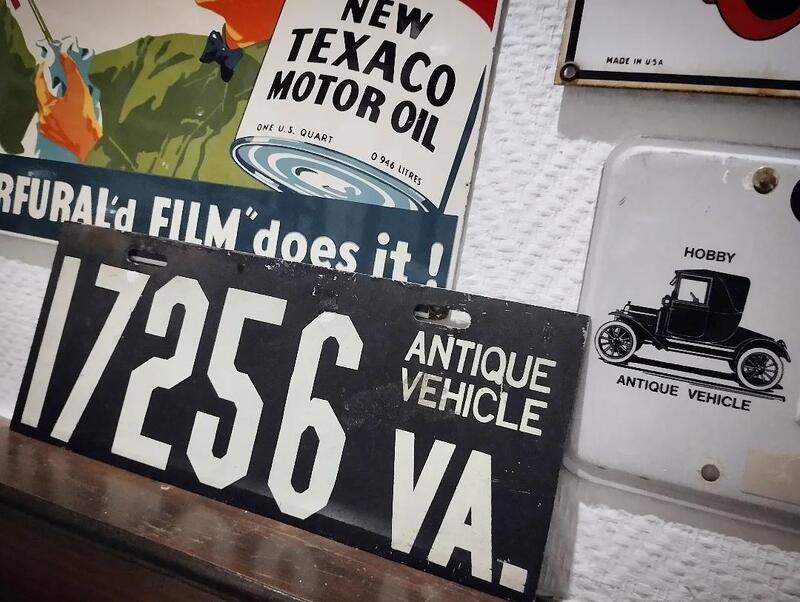 NEW
TEXACO
MOTOR OIL
ONE U.S. QUART
0 946 LITRES
RFURAL'd FILM" does it!
MADE IN USA
17256
ANTIQUE
VEHICLE
VA.
HOBBY
ANTIQUE VEHICLE